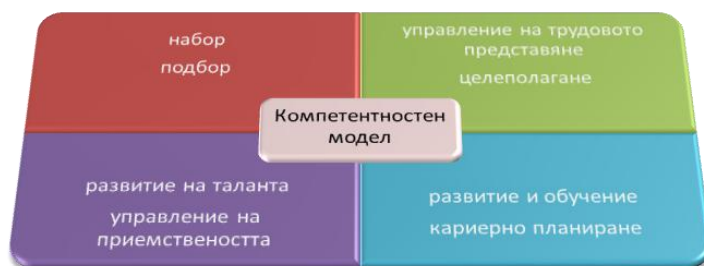 набор
подбор
управление на трудовото
представяне
целеполагане
Компетентностен
модел
развитие на таланта
управление на
приемствеността
развитие и обучение
кариерно планиране